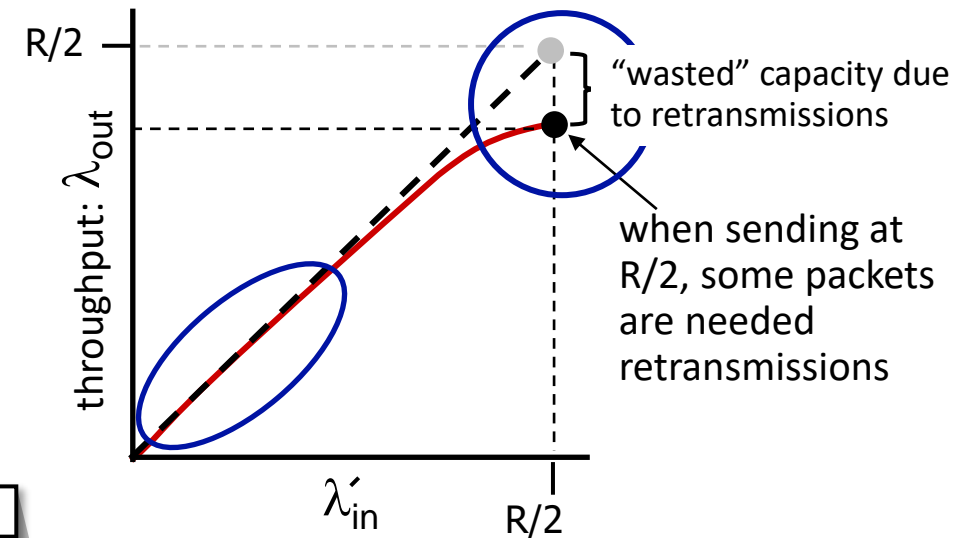 R/2
"wasted" capacity due
to retransmissions
throughput: λout
when sending at
R/2, some packets
are needed
retransmissions
λ′in
R/2